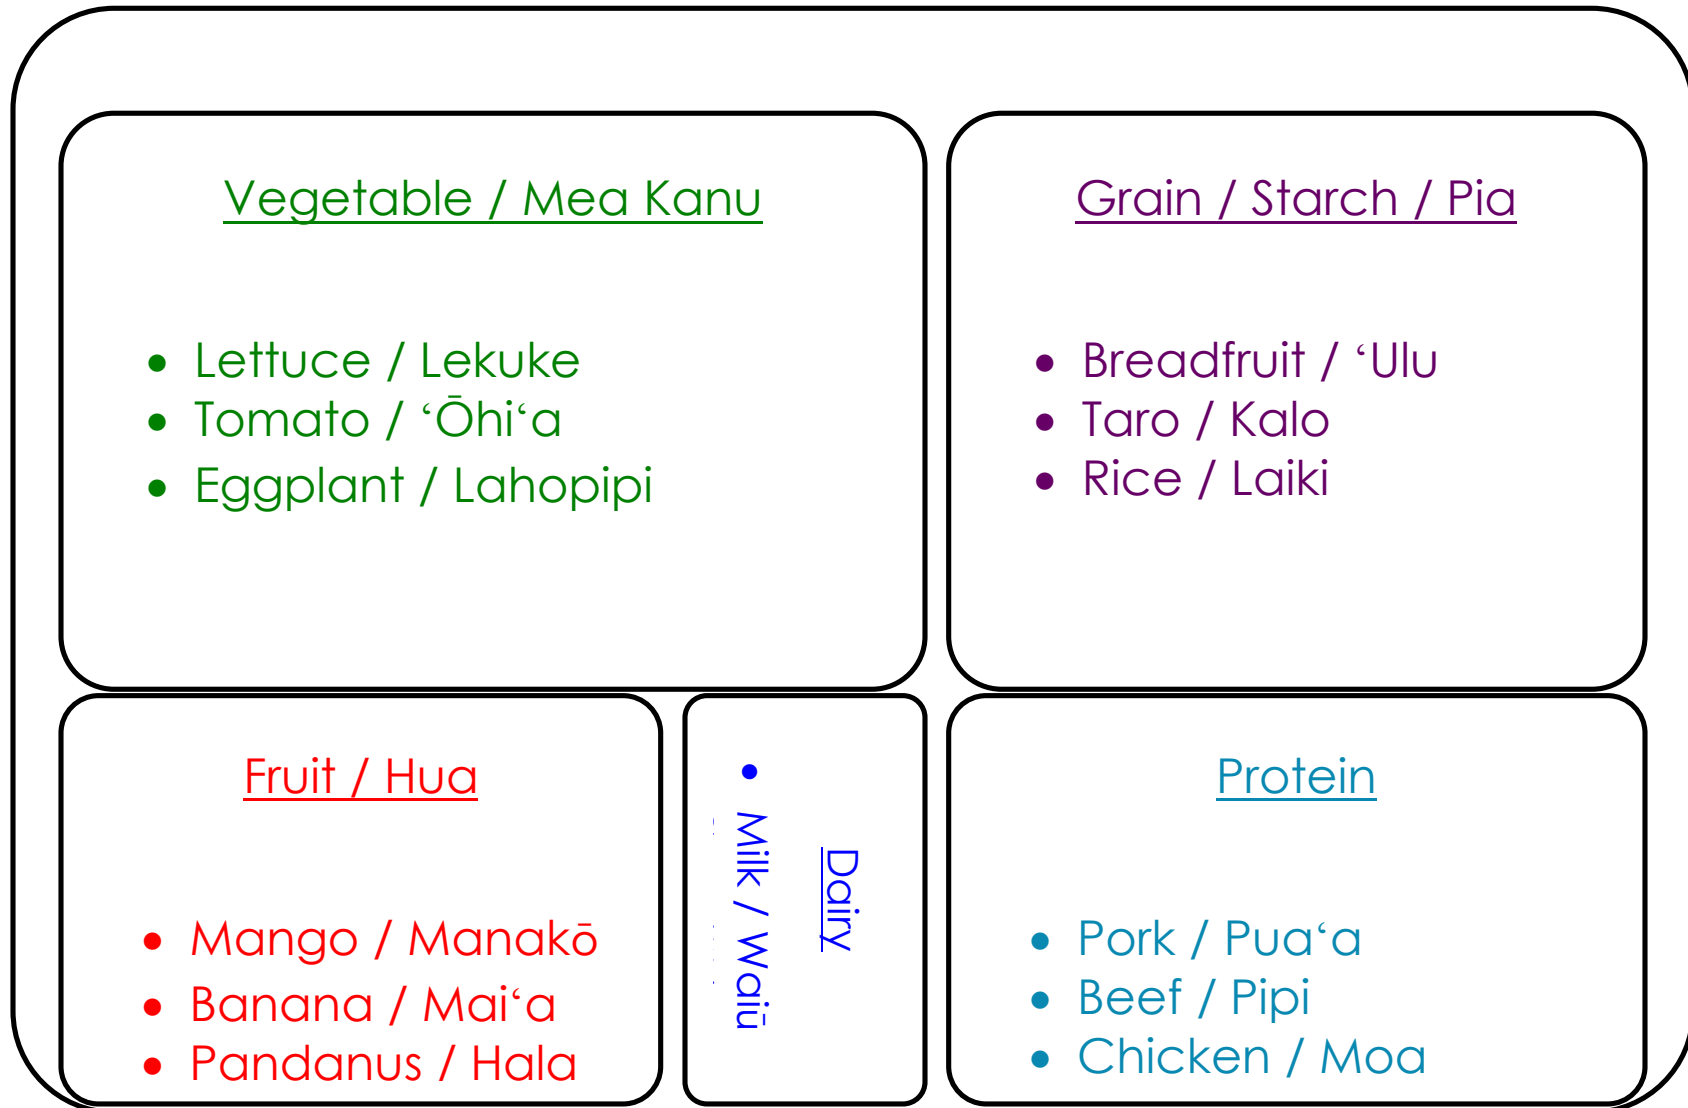 Vegetable / Mea Kanu
• Lettuce / Lekuke
• Tomato / ʻŌhiʻa
• Eggplant / Lahopipi
Grain / Starch / Pia
• Breadfruit / ʻUlu
• Taro / Kalo
• Rice / Laiki
Fruit / Hua
• Mango / Manakō
• Banana / Maiʻa
• Pandanus / Hala
Dairy
• Milk / Waiū
Protein
• Pork / Puaʻa
• Beef / Pipi
• Chicken / Moa